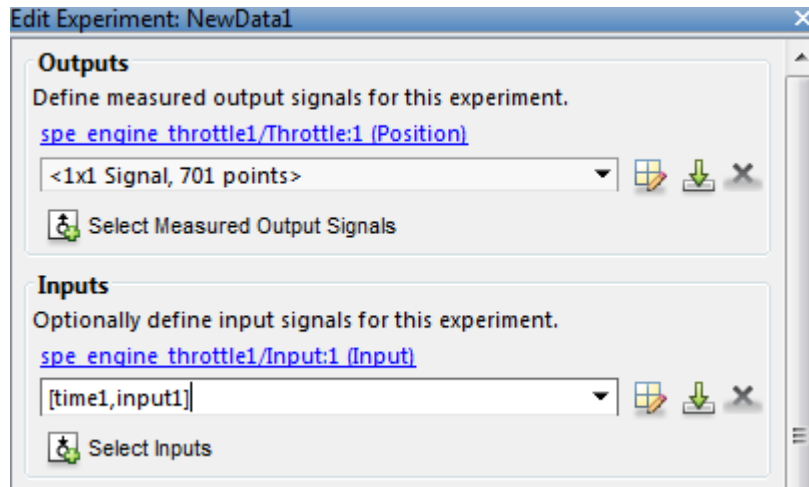 Edit Experiment: NewData1
Outputs
Define measured output signals for this experiment.
spe_engine_throttle1/Throttle:1 (Position)
<1x1 Signal, 701 points>
Select Measured Output Signals
Inputs
Optionally define input signals for this experiment.
spe_engine_throttle1/Input:1 (Input)
[time1,input1]
Select Inputs